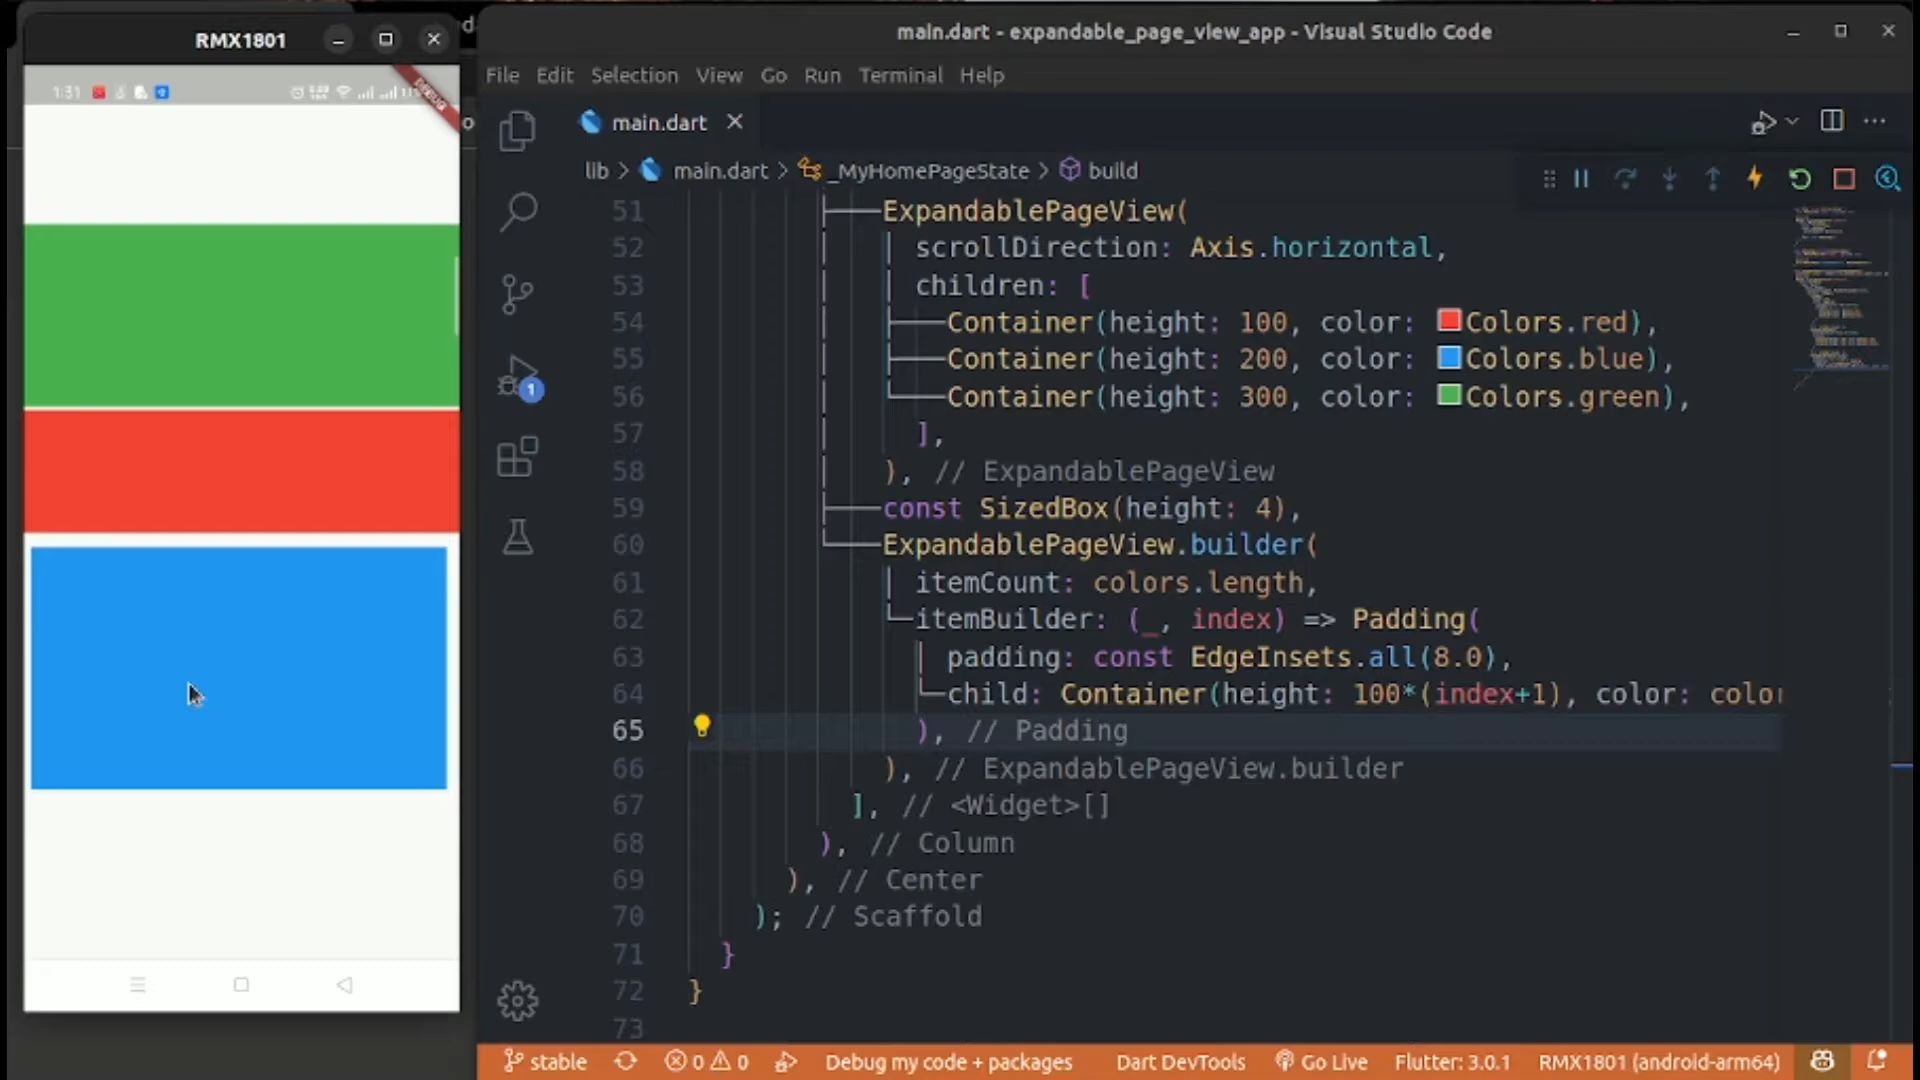 RMX1801
1:31
DEBUG
main.dart - expandable_page_view_app - Visual Studio Code
File Edit Selection View Go Run Terminal Help
main.dart
lib > main.dart > _MyHomePageState > build
51 ExpandablePageView(
52 scrollDirection: Axis.horizontal,
53 children: [
54 Container(height: 100, color: Colors.red),
55 Container(height: 200, color: Colors.blue),
56 Container(height: 300, color: Colors.green),
57 ],
58 ), // ExpandablePageView
59 const SizedBox(height: 4),
60 ExpandablePageView.builder(
61 itemCount: colors.length,
62 itemBuilder: (_, index) => Padding(
63 padding: const EdgeInsets.all(8.0),
64 child: Container(height: 100*(index+1), color: color
65 ), // Padding
66 ), // ExpandablePageView.builder
67 ], // <Widget>[]
68 ), // Column
69 ), // Center
70 ); // Scaffold
71 }
72 }
73
1
stable 0 0 Debug my code + packages Dart DevTools Go Live Flutter: 3.0.1 RMX1801 (android-arm64)